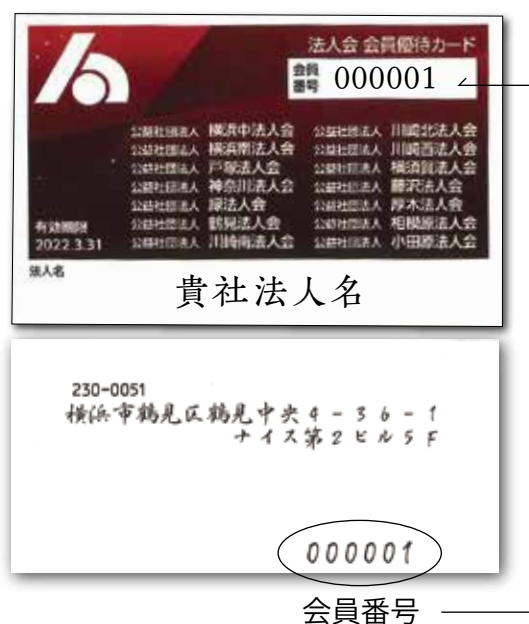 法人会 会員優待カード
会員番号 000001
公益社団法人 横浜中法人会 公益社団法人 川崎北法人会
公益社団法人 横浜南法人会 公益社団法人 川崎西法人会
公益社団法人 戸塚法人会 公益社団法人 横須賀法人会
公益社団法人 神奈川法人会 公益社団法人 藤沢法人会
公益社団法人 緑法人会 公益社団法人 厚木法人会
有効期限 公益社団法人 鶴見法人会 公益社団法人 相模原法人会
2022.3.31 公益社団法人 川崎南法人会 公益社団法人 小田原法人会
法人名
貴社法人名
230-0051
横浜市鶴見区鶴見中央4-36-1
ナイス第2ビル5F
000001
会員番号